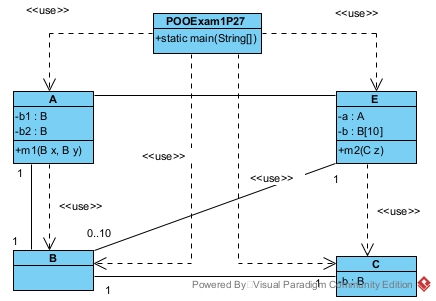 <<use>>
<<use>>
POOExam1P27
+static main(String[])
A
-b1 : B
-b2 : B
+m1(B x, B y)
E
-a : A
-b : B[10]
+m2(C z)
<<use>>
1
1
<<use>>
<<use>>
0..10
1
B
C
-b : B
1
1
Powered By Visual Paradigm Community Edition